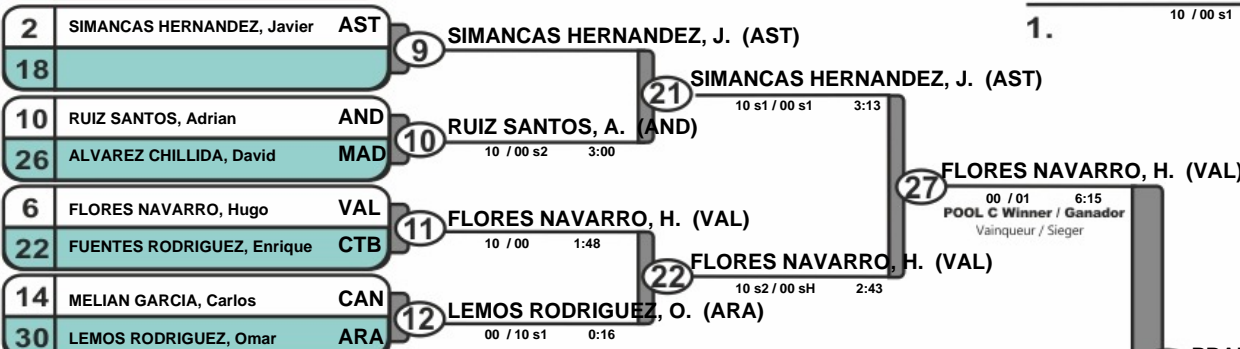 10 / 00 s1
1.
2 SIMANCAS HERNANDEZ, Javier AST
18
9 SIMANCAS HERNANDEZ, J. (AST)
21 SIMANCAS HERNANDEZ, J. (AST)
10 s1 / 00 s1 3:13
10 RUIZ SANTOS, Adrian AND
26 ALVAREZ CHILLIDA, David MAD
10 RUIZ SANTOS, A. (AND)
10 / 00 s2 3:00
27 FLORES NAVARRO, H. (VAL)
00 / 01 6:15
POOL C Winner / Ganador
Vainqueur / Sieger
6 FLORES NAVARRO, Hugo VAL
22 FUENTES RODRIGUEZ, Enrique CTB
11 FLORES NAVARRO, H. (VAL)
10 / 00 1:48
22 FLORES NAVARRO, H. (VAL)
10 s2 / 00 sH 2:43
14 MELIAN GARCIA, Carlos CAN
30 LEMOS RODRIGUEZ, Omar ARA
12 LEMOS RODRIGUEZ, O. (ARA)
00 / 10 s1 0:16